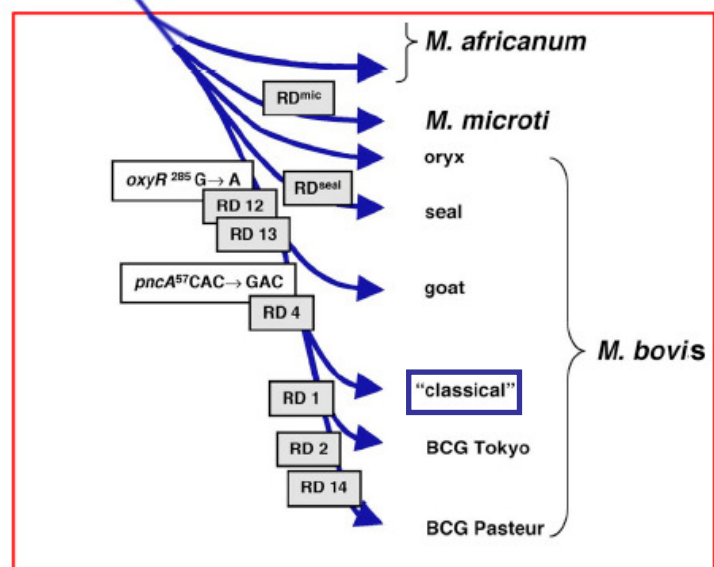 M. africanum
RDmic
M. microti
oryx
oxyR 285 G→ A
RDseal
RD 12
seal
RD 13
pncA57CAC→ GAC
goat
RD 4
M. bovis
"classical"
RD 1
BCG Tokyo
RD 2
RD 14
BCG Pasteur